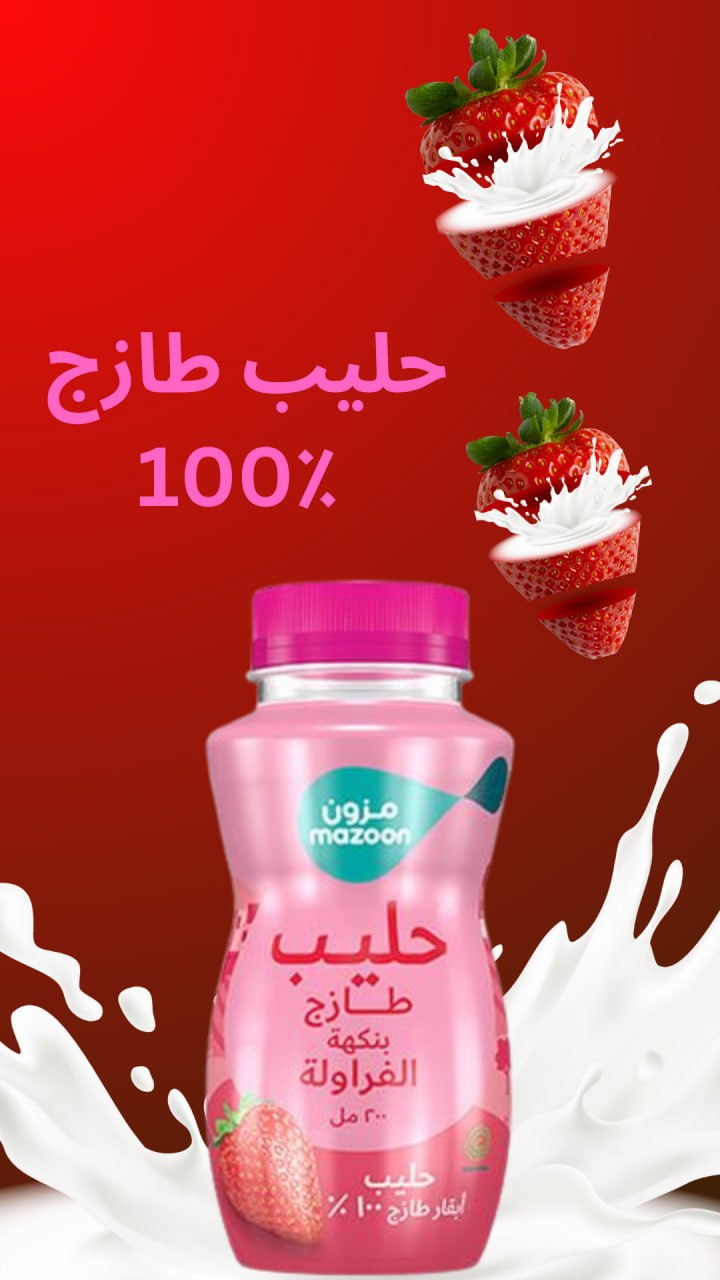 حليب طازج
100٪
مزون
mazoon
حليب
طازج
بنكهة
الفراولة
٢٠٠ مل
حليب
أبقار طازج ١٠٠ ٪